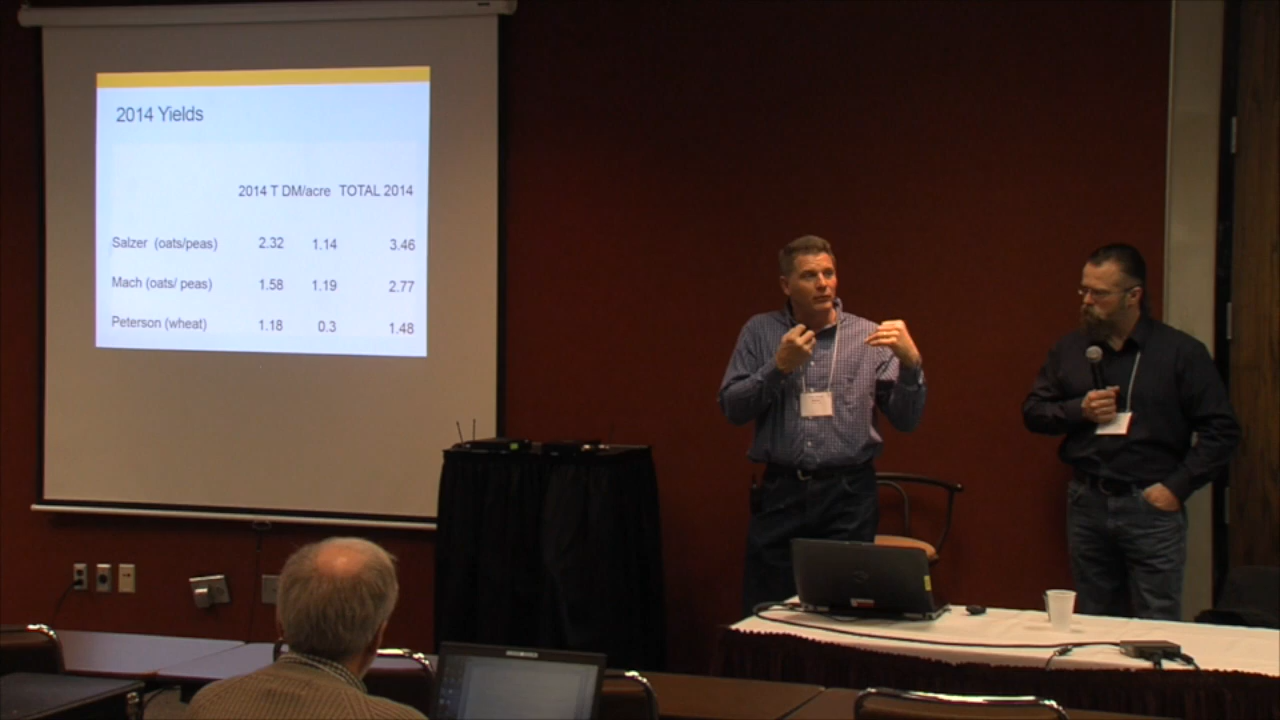 2014 Yields
2014 T DM/acre TOTAL 2014
Salzer (oats/peas) 2.32 1.14 3.46
Mach (oats/ peas) 1.58 1.19 2.77
Peterson (wheat) 1.18 0.3 1.48